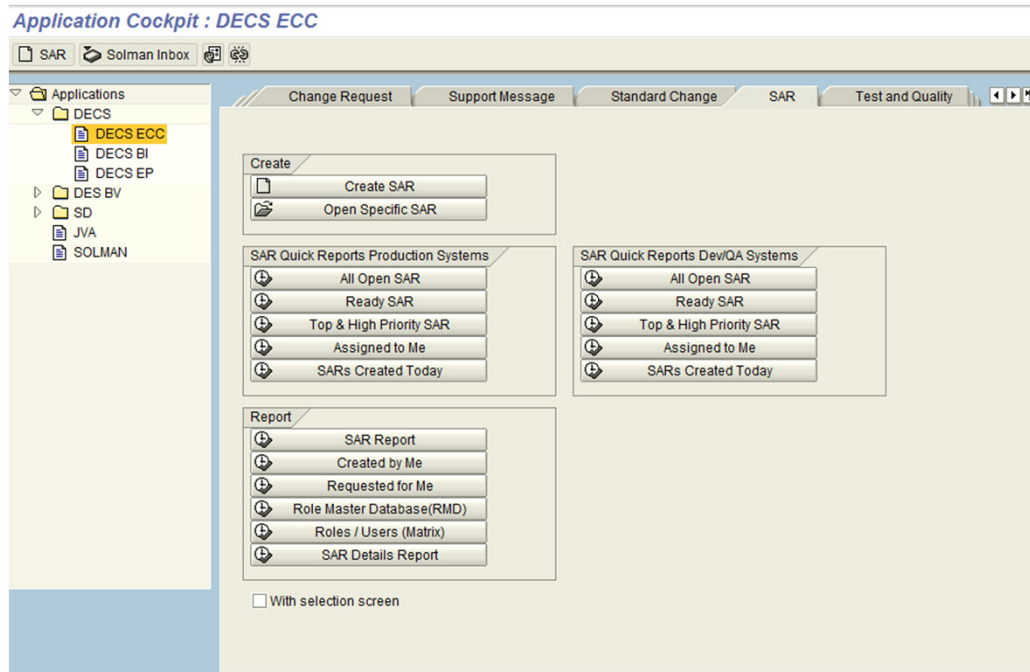 Application Cockpit : DECS ECC
SAR Solman Inbox
Applications
DECS
DECS ECC
DECS BI
DECS EP
DES BV
SD
JVA
SOLMAN
Change Request Support Message Standard Change SAR Test and Quality
Create
Create SAR
Open Specific SAR
SAR Quick Reports Production Systems
All Open SAR
Ready SAR
Top & High Priority SAR
Assigned to Me
SARs Created Today
SAR Quick Reports Dev/QA Systems
All Open SAR
Ready SAR
Top & High Priority SAR
Assigned to Me
SARs Created Today
Report
SAR Report
Created by Me
Requested for Me
Role Master Database(RMD)
Roles / Users (Matrix)
SAR Details Report
With selection screen